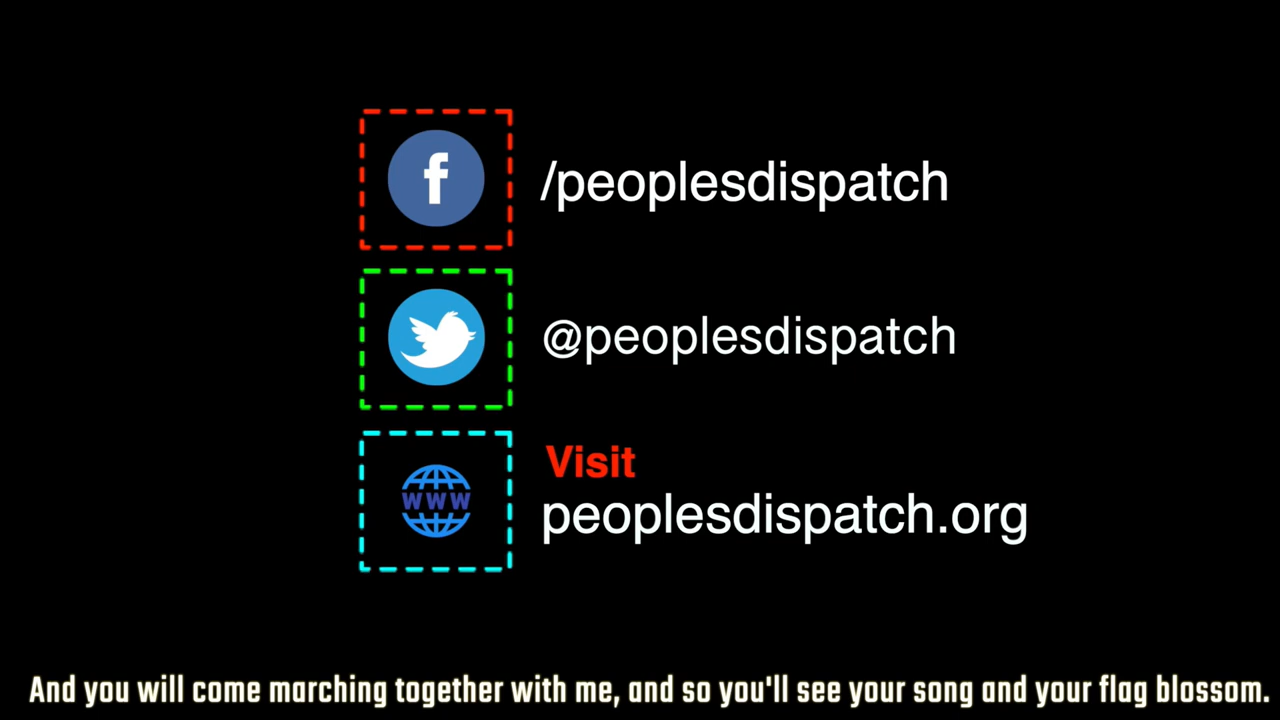 f
/peoplesdispatch
@peoplesdispatch
Visit
www
peoplesdispatch.org
And you will come marching together with me, and so you'll see your song and your flag blossom.